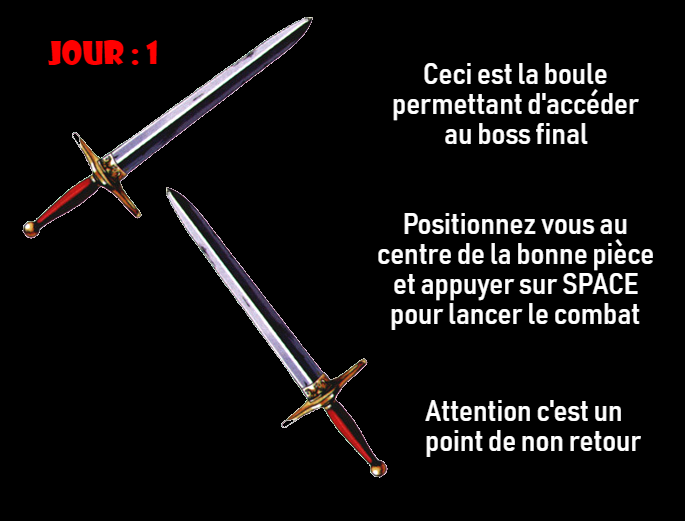 JOUR : 1
Ceci est la boule
permettant d'accéder
au boss final
Positionnez vous au
centre de la bonne pièce
et appuyer sur SPACE
pour lancer le combat
Attention c'est un
point de non retour